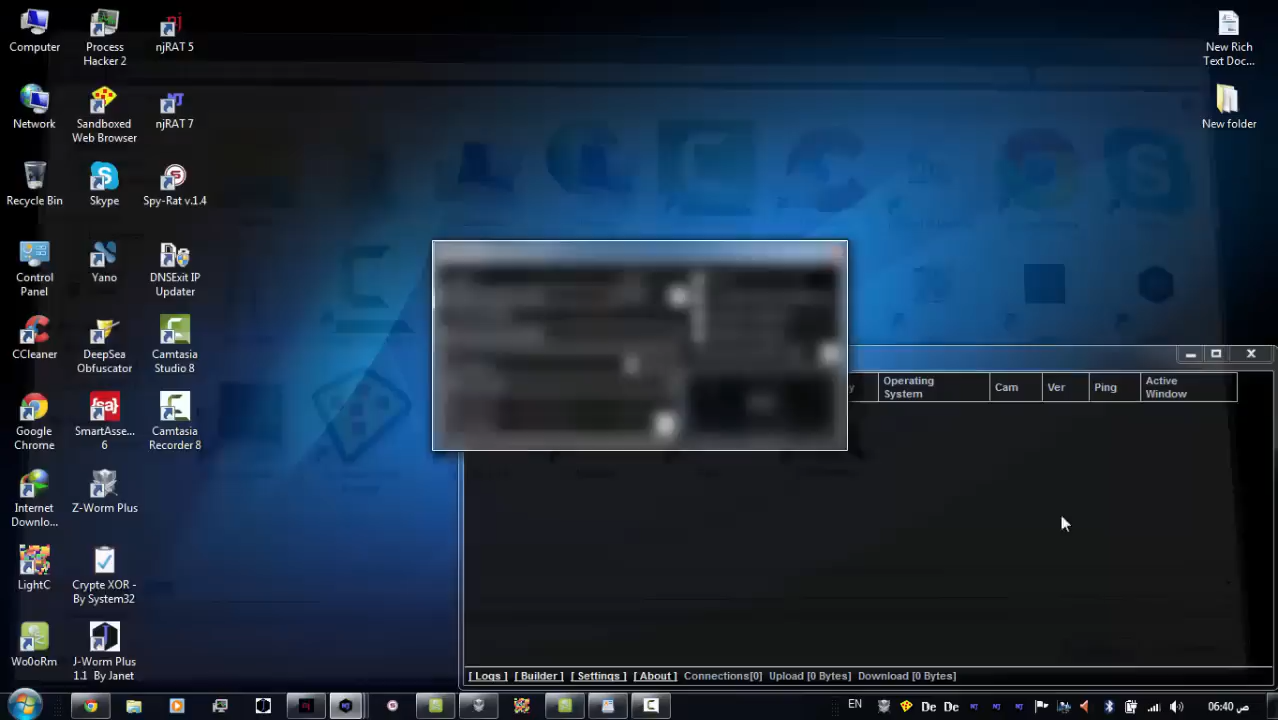 Computer
Process
Hacker 2
njRAT 5
New Rich
Text Doc...
Network
Sandboxed
Web Browser
njRAT 7
New folder
Recycle Bin
Skype
Spy-Rat v.1.4
Control
Panel
Yano
DNSExit IP
Updater
CCleaner
DeepSea
Obfuscator
Camtasia
Studio 8
Operating
System
Cam
Ver
Ping
Active
Window
Google
Chrome
{sa}
SmartAsse...
6
Camtasia
Recorder 8
Internet
Downlo...
Z-Worm Plus
LightC
Crypte XOR -
By System32
Wo0oRm
J-Worm Plus
1.1 By Janet
[ Logs ] [ Builder ] [ Settings ] [ About ] Connections[0] Upload [0 Bytes] Download [0 Bytes]
EN
De De
06:40 ص